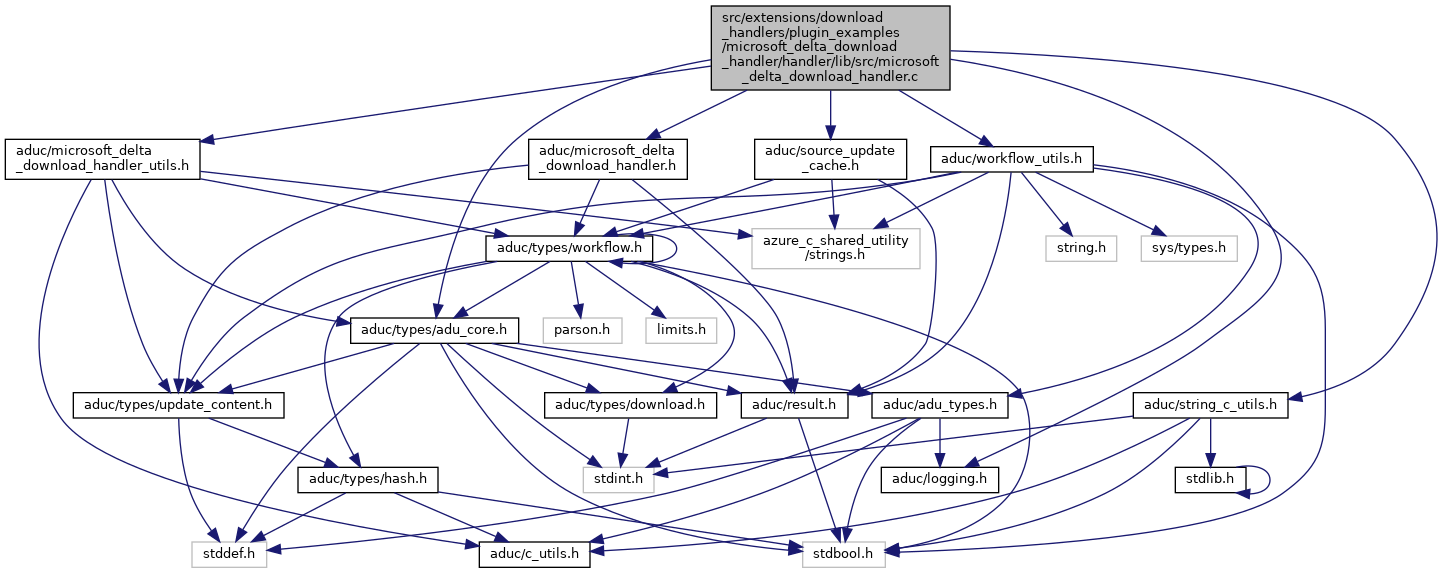 src/extensions/download
_handlers/plugin_examples
/microsoft_delta_download
_handler/handler/lib/src/microsoft
_delta_download_handler.c
aduc/microsoft_delta
_download_handler_utils.h
aduc/microsoft_delta
_download_handler.h
aduc/source_update
_cache.h
aduc/workflow_utils.h
aduc/types/workflow.h
azure_c_shared_utility
/strings.h
string.h
sys/types.h
aduc/types/adu_core.h
parson.h
limits.h
aduc/types/update_content.h
aduc/types/download.h
aduc/result.h
aduc/adu_types.h
aduc/string_c_utils.h
aduc/types/hash.h
stdint.h
aduc/logging.h
stdlib.h
stddef.h
aduc/c_utils.h
stdbool.h